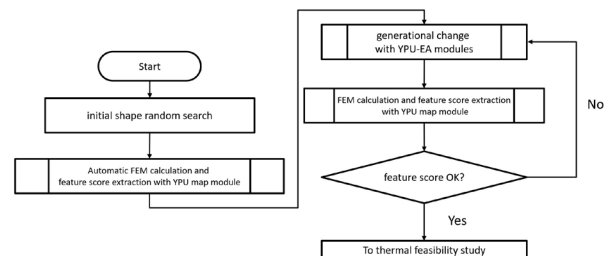 Start
initial shape random search
Automatic FEM calculation and
feature score extraction with YPU map module
generational change
with YPU-EA modules
FEM calculation and feature score extraction
with YPU map module
feature score OK?
No
Yes
To thermal feasibility study